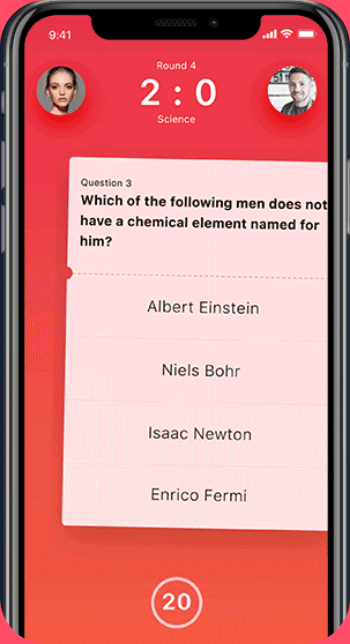 9:41
Round 4
2 : 0
Science
Question 3
Which of the following men does not
have a chemical element named for
him?
Albert Einstein
Niels Bohr
Isaac Newton
Enrico Fermi
20